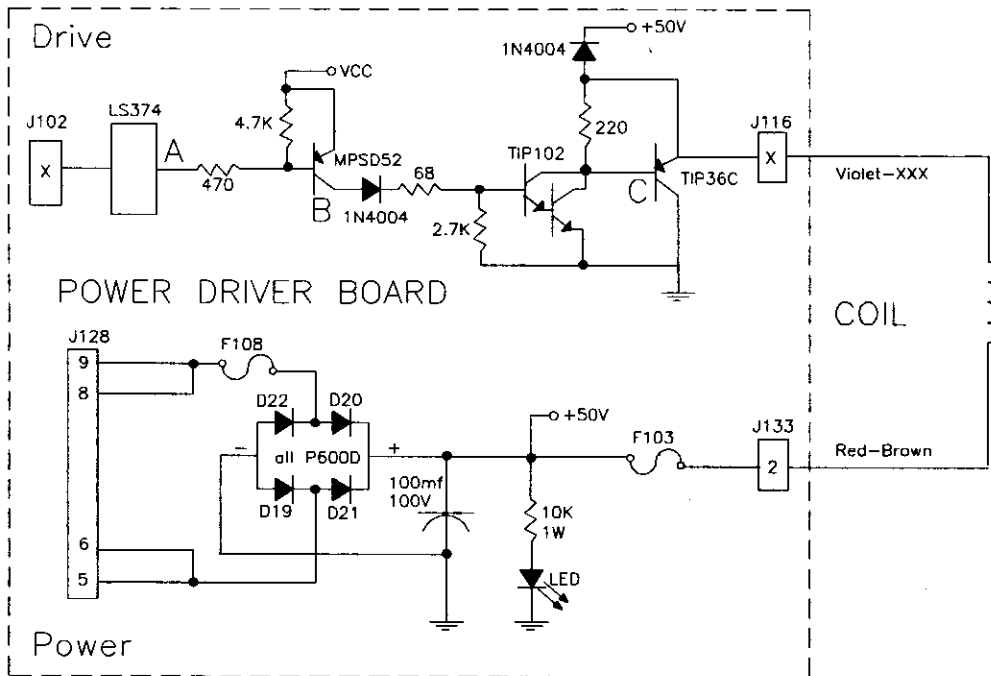 Drive
+50V
1N4004
VCC
J102
LS374
4.7K
220
J116
X
A
MPSD52
TIP102
X
470
68
C
TIP36C
Violet-XXX
B
1N4004
2.7K
POWER DRIVER BOARD
COIL
J128
F108
9
8
D22
D20
+50V
F103
J133
-
all P600D
+
2
Red-Brown
100mf
100V
D19
D21
10K
1W
6
5
LED
Power